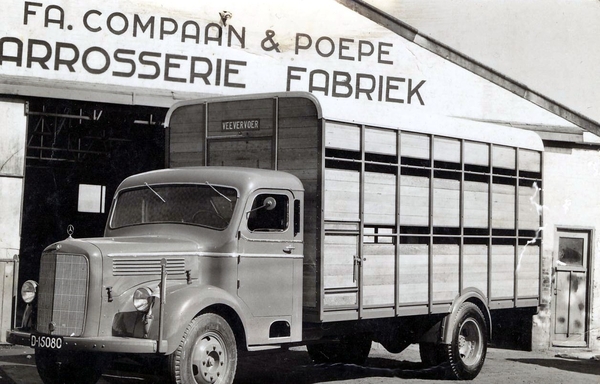 FA. COMPAAN & POEPE
ARROSSERIE FABRIEK
VEEVERVOER
D-15080